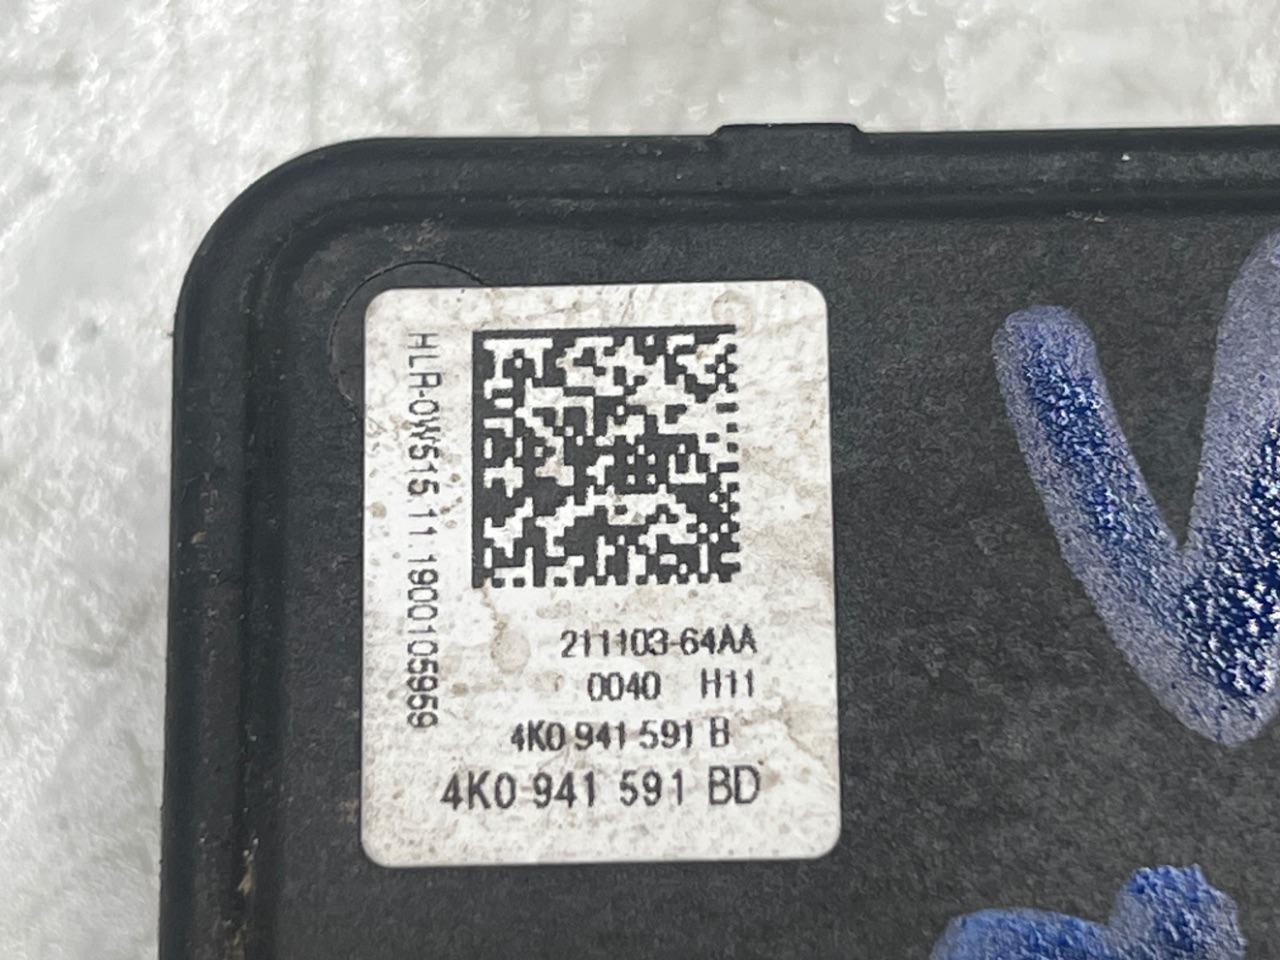 HLR-0W515.11.1900105959
211103-64AA
0040 H11
4K0 941 591 B
4K0 941 591 BD
V